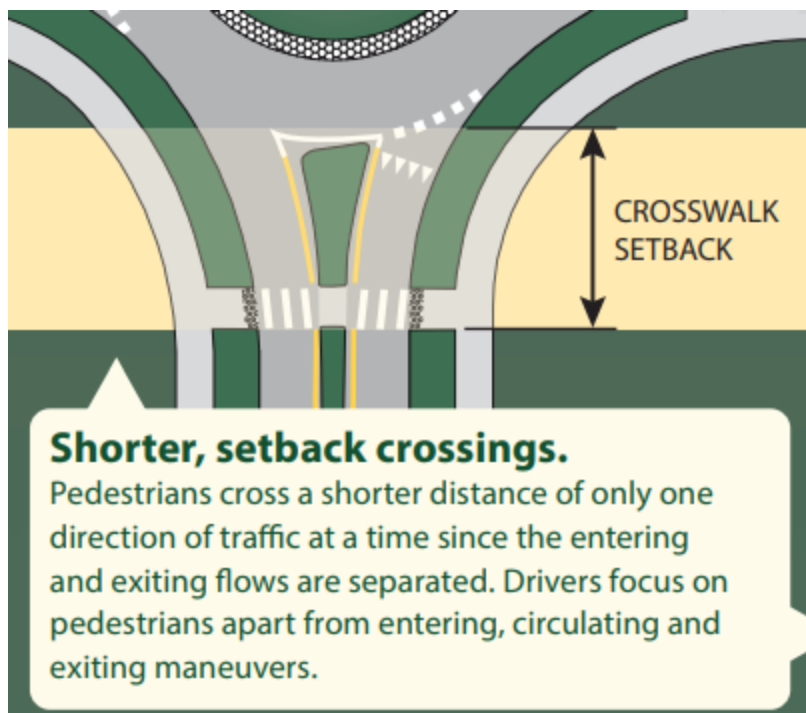 CROSSWALK
SETBACK
Shorter, setback crossings.
Pedestrians cross a shorter distance of only one
direction of traffic at a time since the entering
and exiting flows are separated. Drivers focus on
pedestrians apart from entering, circulating and
exiting maneuvers.